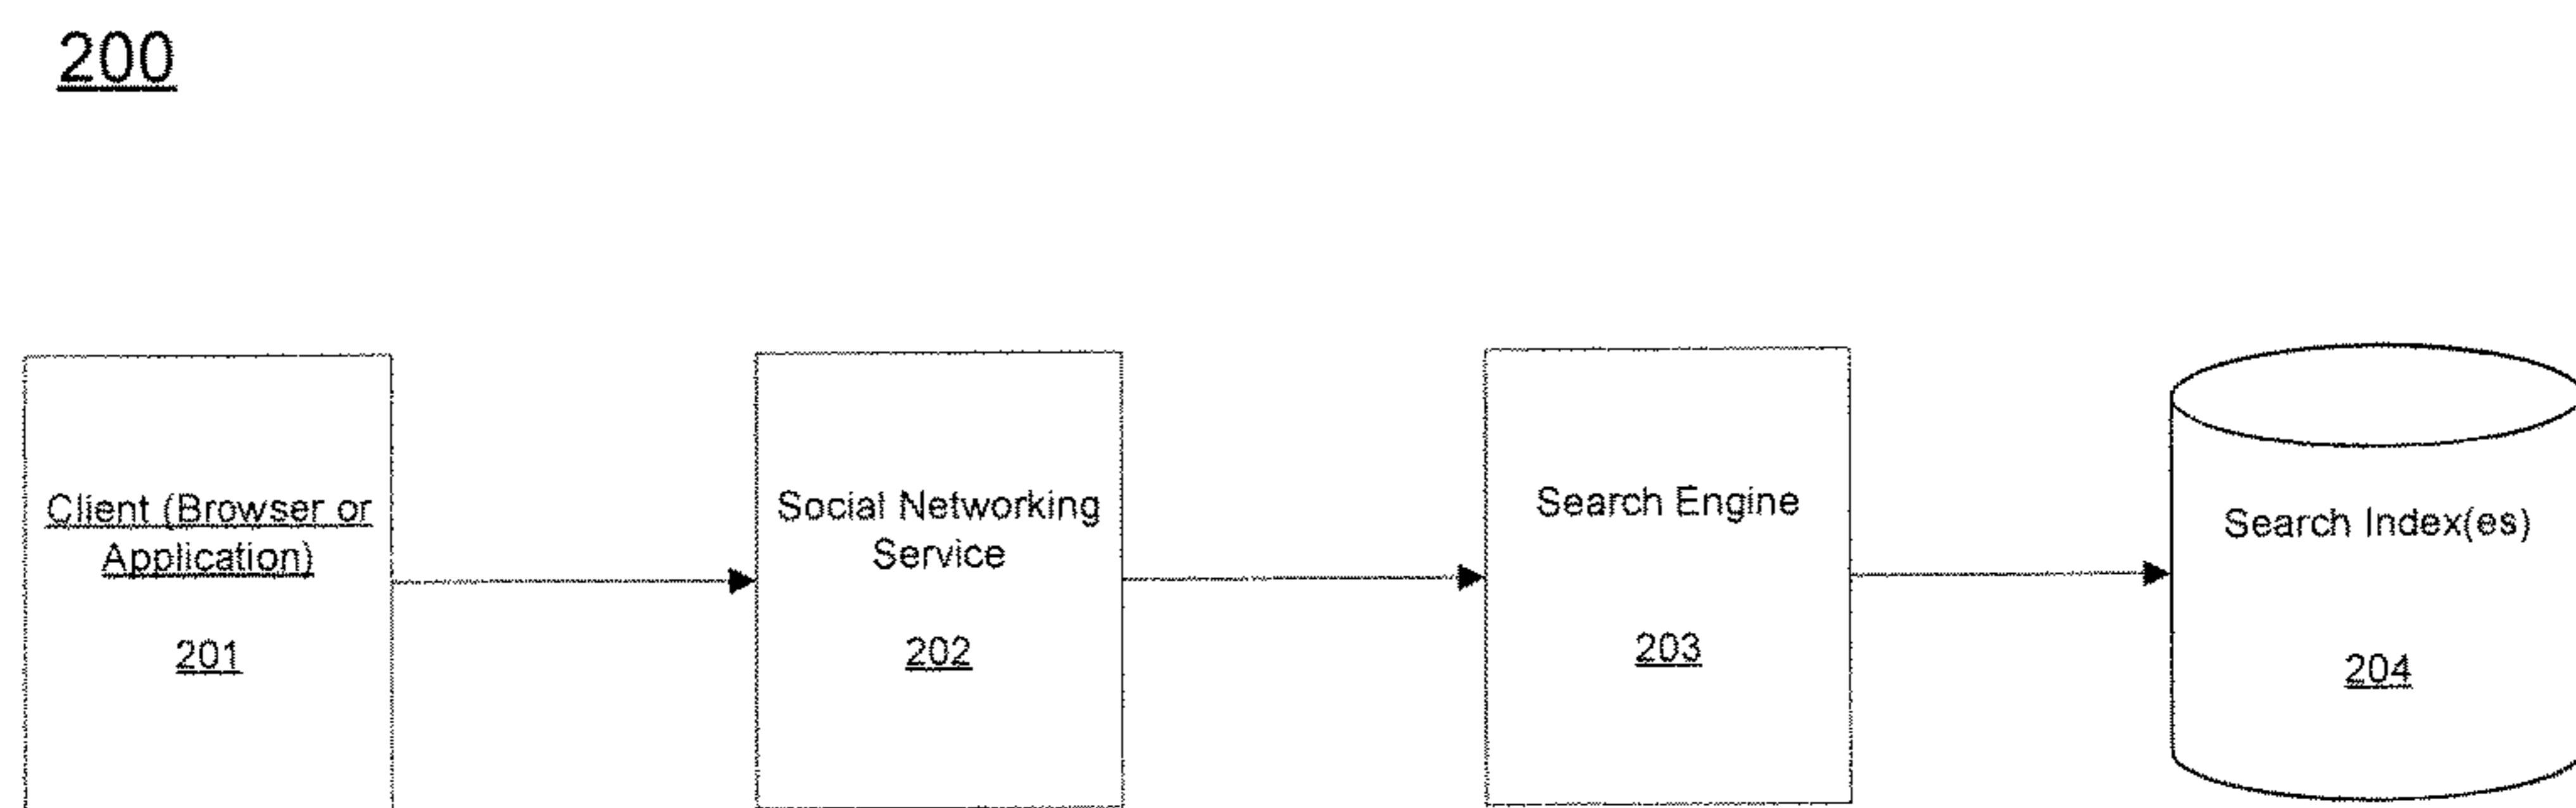 200
Client (Browser or
Application)
201
Social Networking
Service
202
Search Engine
203
Search Index(es)
204